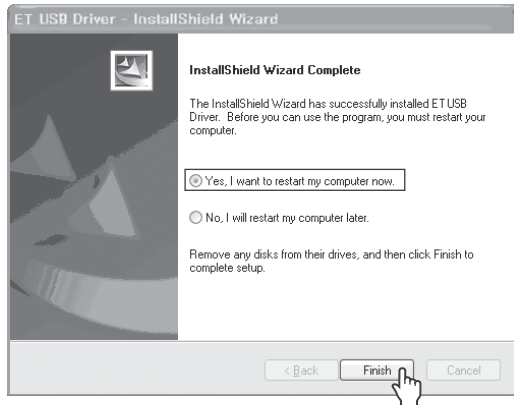 ET USB Driver - InstallShield Wizard
InstallShield Wizard Complete
The InstallShield Wizard has successfully installed ET USB
Driver. Before you can use the program, you must restart your
computer.
Yes, I want to restart my computer now.
No, I will restart my computer later.
Remove any disks from their drives, and then click Finish to
complete setup.
< Back Finish Cancel